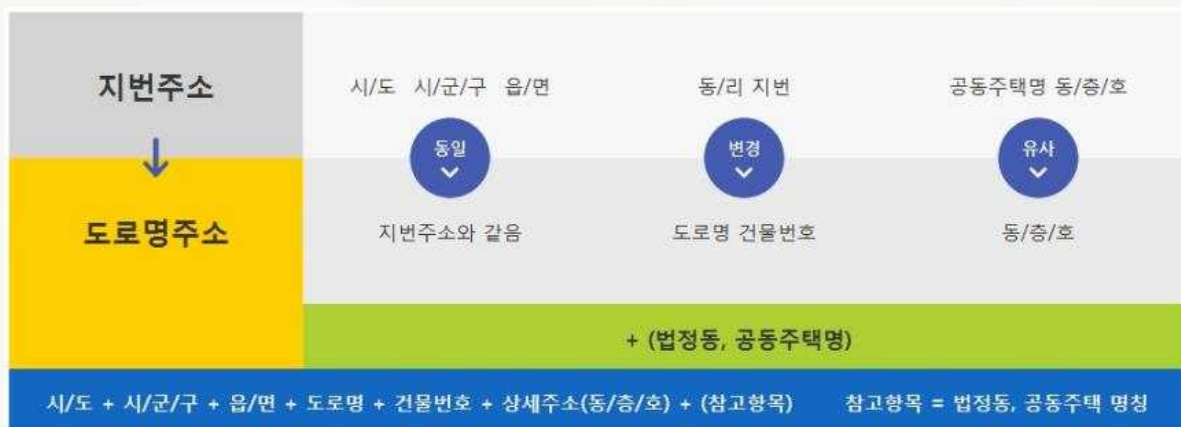 지번주소
시/도 시/군/구 읍/면
동/리 지번
공동주택명 동/층/호
동일
변경
유사
도로명주소
지번주소와 같음
도로명 건물번호
동/층/호
+ (법정동, 공동주택명)
시/도 + 시/군/구 + 읍/면 + 도로명 + 건물번호 + 상세주소(동/층/호) + (참고항목)
참고항목 = 법정동, 공동주택 명칭